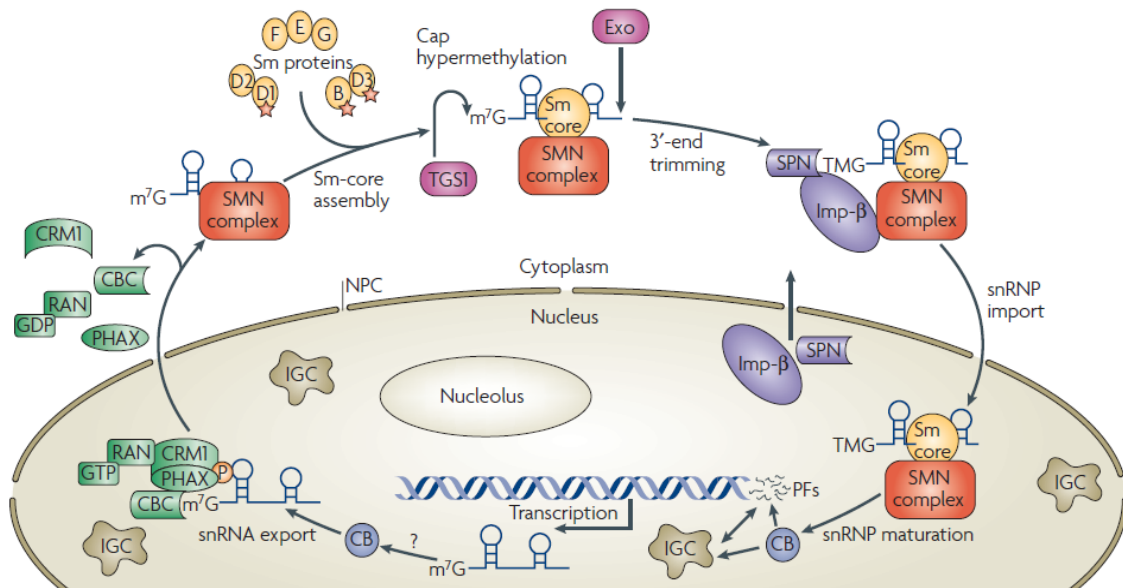 F
E
G
Sm proteins
D2
D1
B
D3
Cap
hypermethylation
Exo
m⁷G
Sm
core
SMN
complex
TGS1
3′-end
trimming
SPN
TMG
Sm
core
Imp-β
SMN
complex
m⁷G
SMN
complex
Sm-core
assembly
CRM1
CBC
RAN
GDP
PHAX
NPC
Cytoplasm
Nucleus
snRNP
import
Imp-β
SPN
IGC
Nucleolus
TMG
Sm
core
SMN
complex
RAN
GTP
CRM1
PHAX
P
CBC
m⁷G
snRNA export
IGC
CB
?
m⁷G
Transcription
PFs
IGC
CB
snRNP maturation
IGC